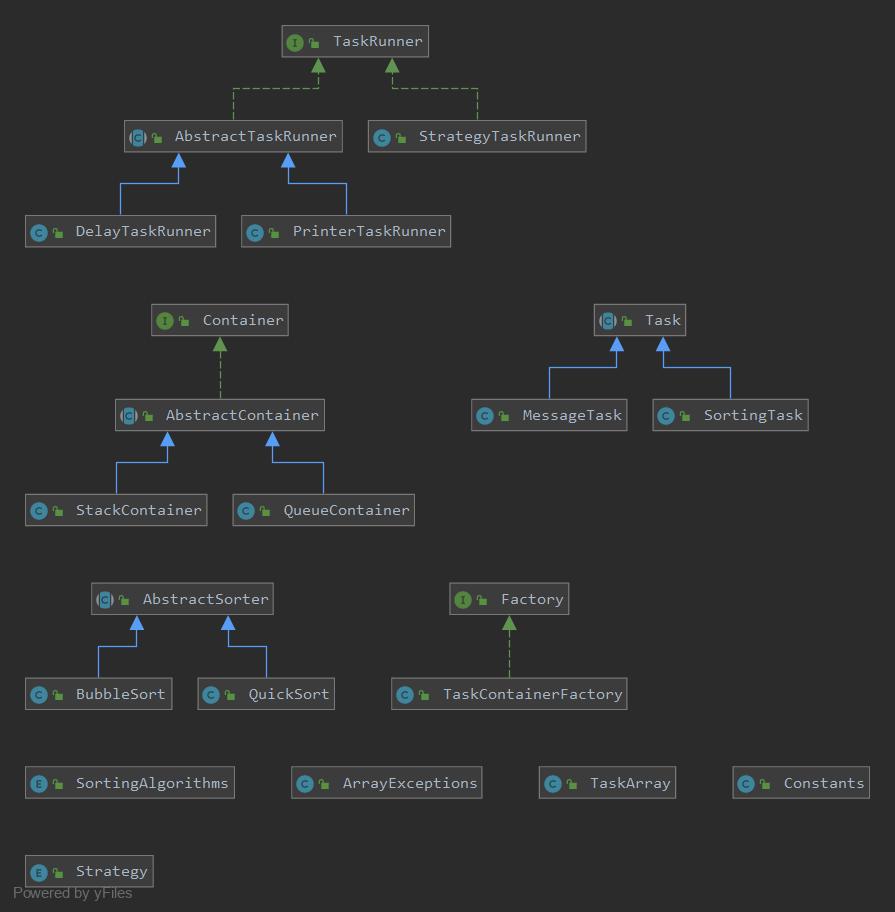 I TaskRunner
C AbstractTaskRunner
C StrategyTaskRunner
C DelayTaskRunner
C PrinterTaskRunner
I Container
C Task
C AbstractContainer
C MessageTask
C SortingTask
C StackContainer
C QueueContainer
C AbstractSorter
I Factory
C BubbleSort
C QuickSort
C TaskContainerFactory
E SortingAlgorithms
C ArrayExceptions
C TaskArray
C Constants
E Strategy
Powered by yFiles